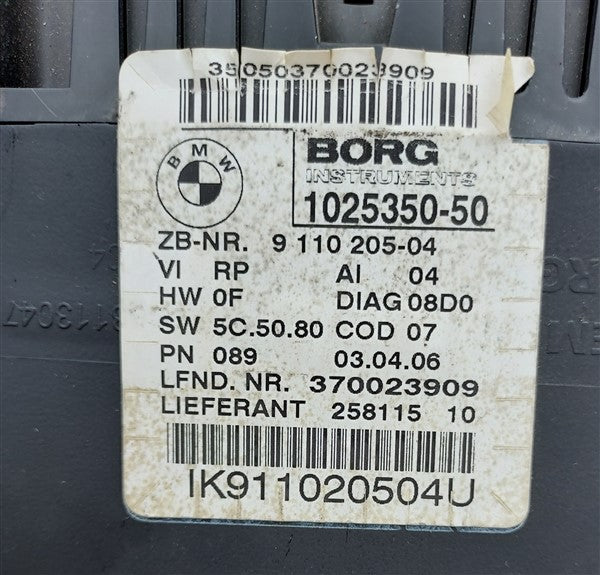 35050370023909
BMW
BORG
INSTRUMENTS
1025350-50
ZB-NR. 9 110 205-04
VI RP AI 04
HW 0F DIAG 08D0
SW 5C.50.80 COD 07
PN 089 03.04.06
LFND. NR. 370023909
LIEFERANT 258115 10
IK911020504U